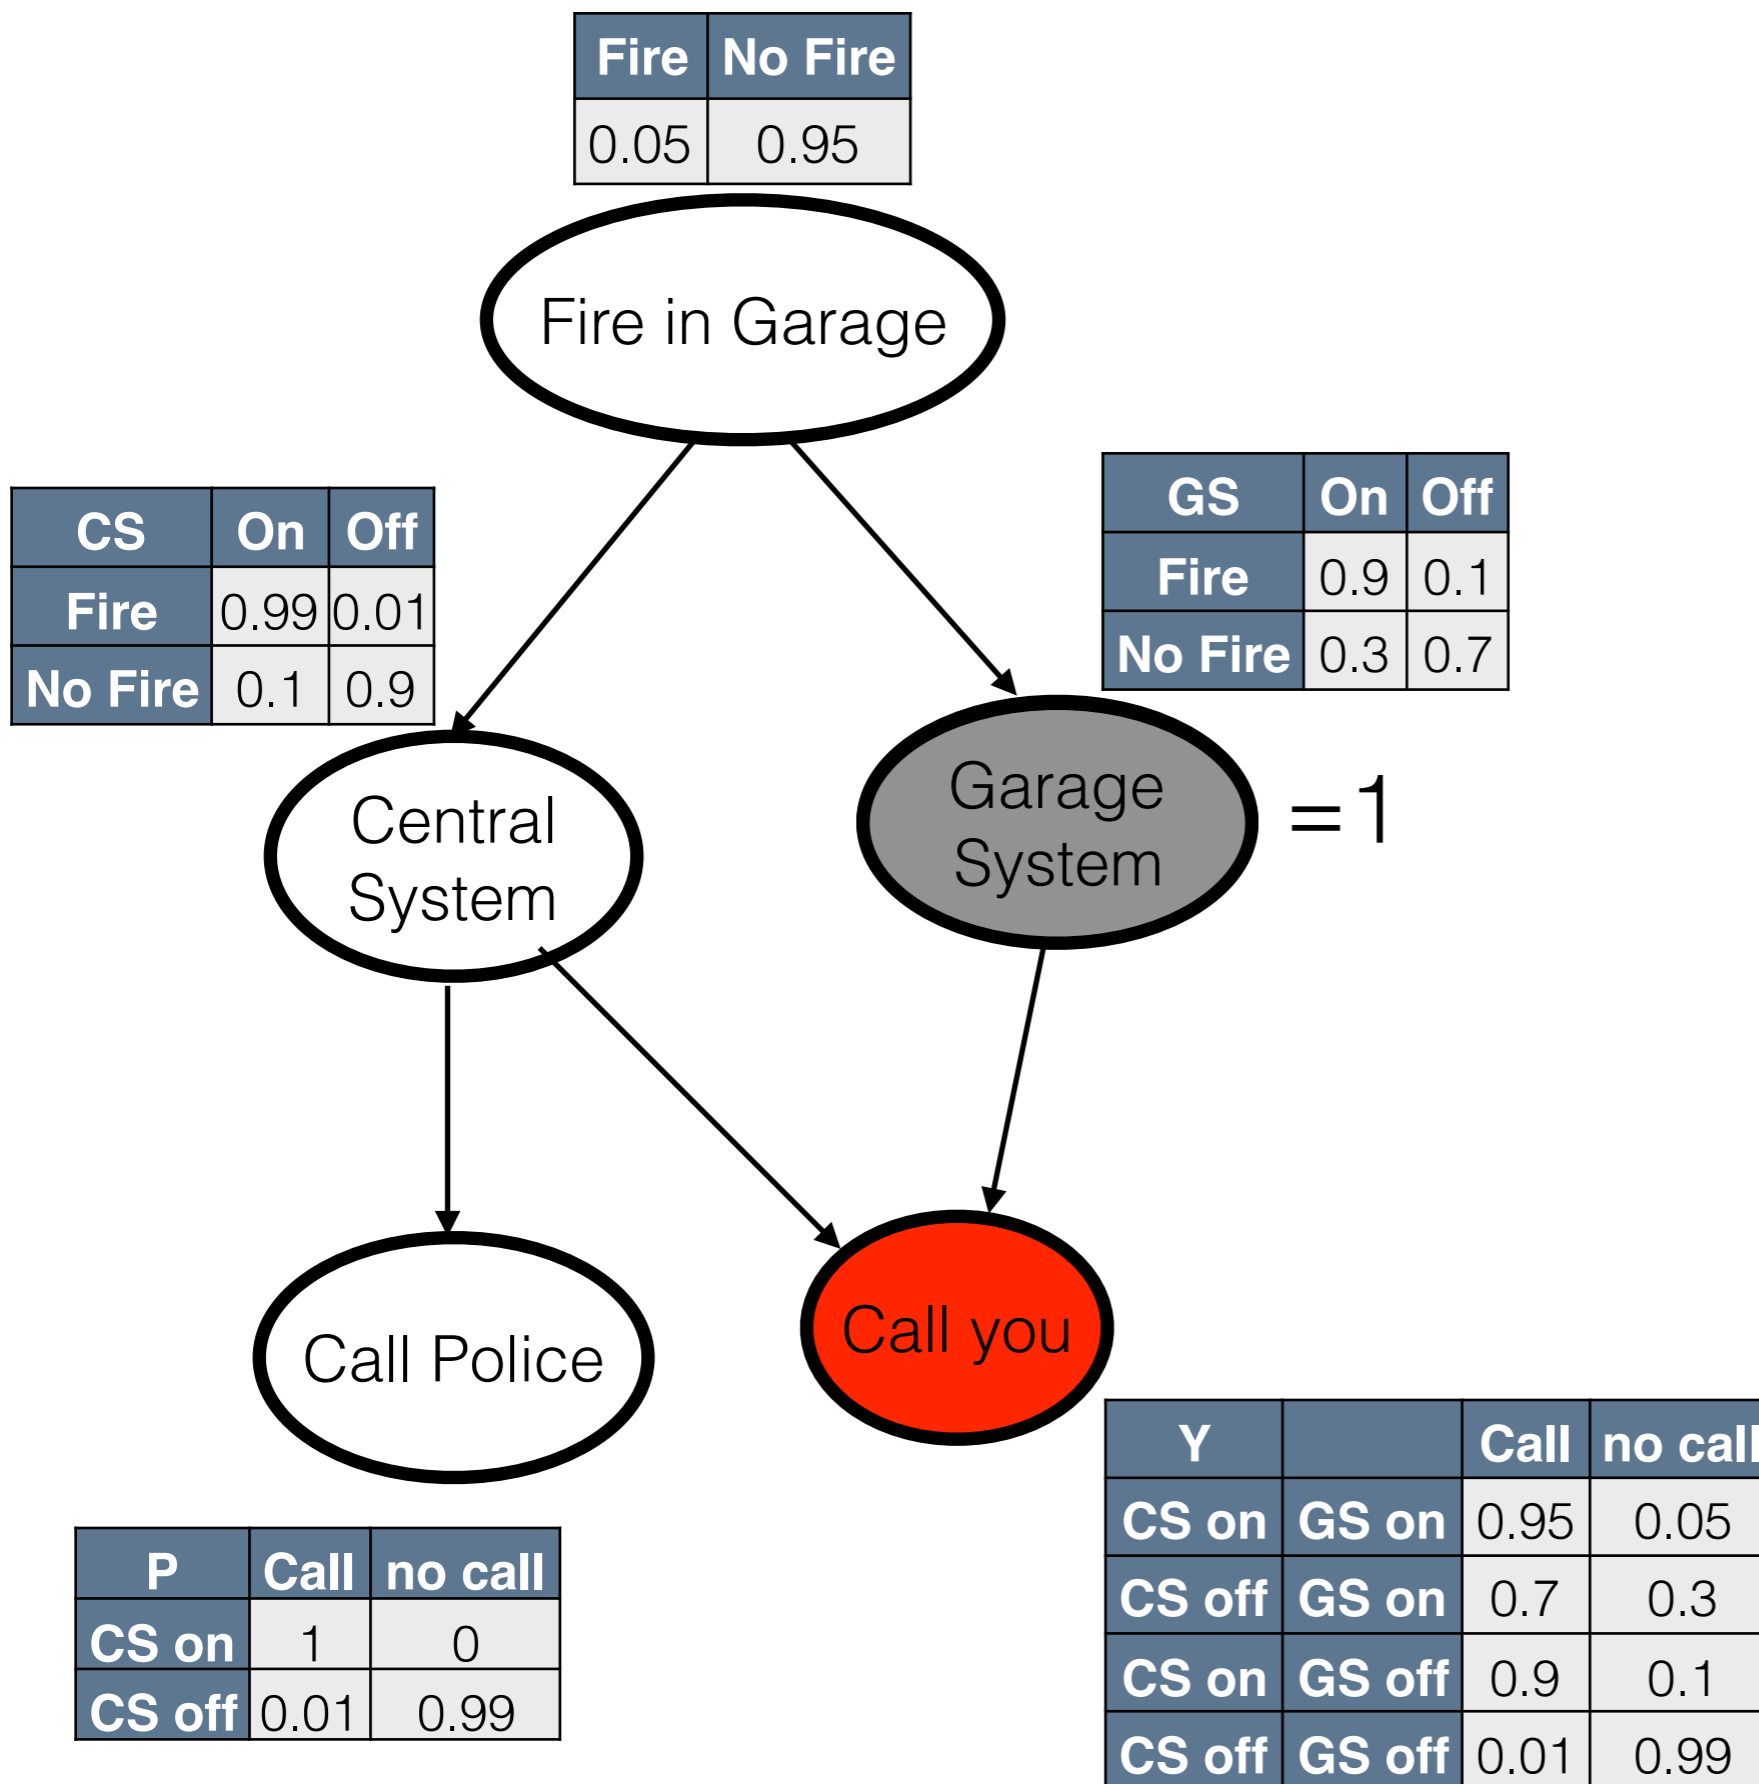 Fire No Fire
0.05 0.95
Fire in Garage
CS On Off
Fire 0.99 0.01
No Fire 0.1 0.9
GS On Off
Fire 0.9 0.1
No Fire 0.3 0.7
Central
System
Garage
System
=1
Call Police
Call you
P Call no call
CS on 1 0
CS off 0.01 0.99
Y Call no call
CS on GS on 0.95 0.05
CS off GS on 0.7 0.3
CS on GS off 0.9 0.1
CS off GS off 0.01 0.99